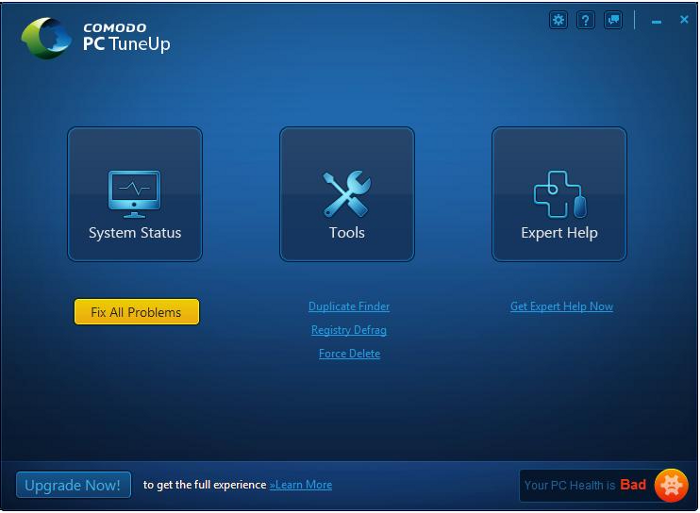 COMODO
PC TuneUp
?
System Status
Tools
Expert Help
Fix All Problems
Duplicate Finder
Registry Defrag
Force Delete
Get Expert Help Now
Upgrade Now!
to get the full experience »Learn More
Your PC Health is Bad